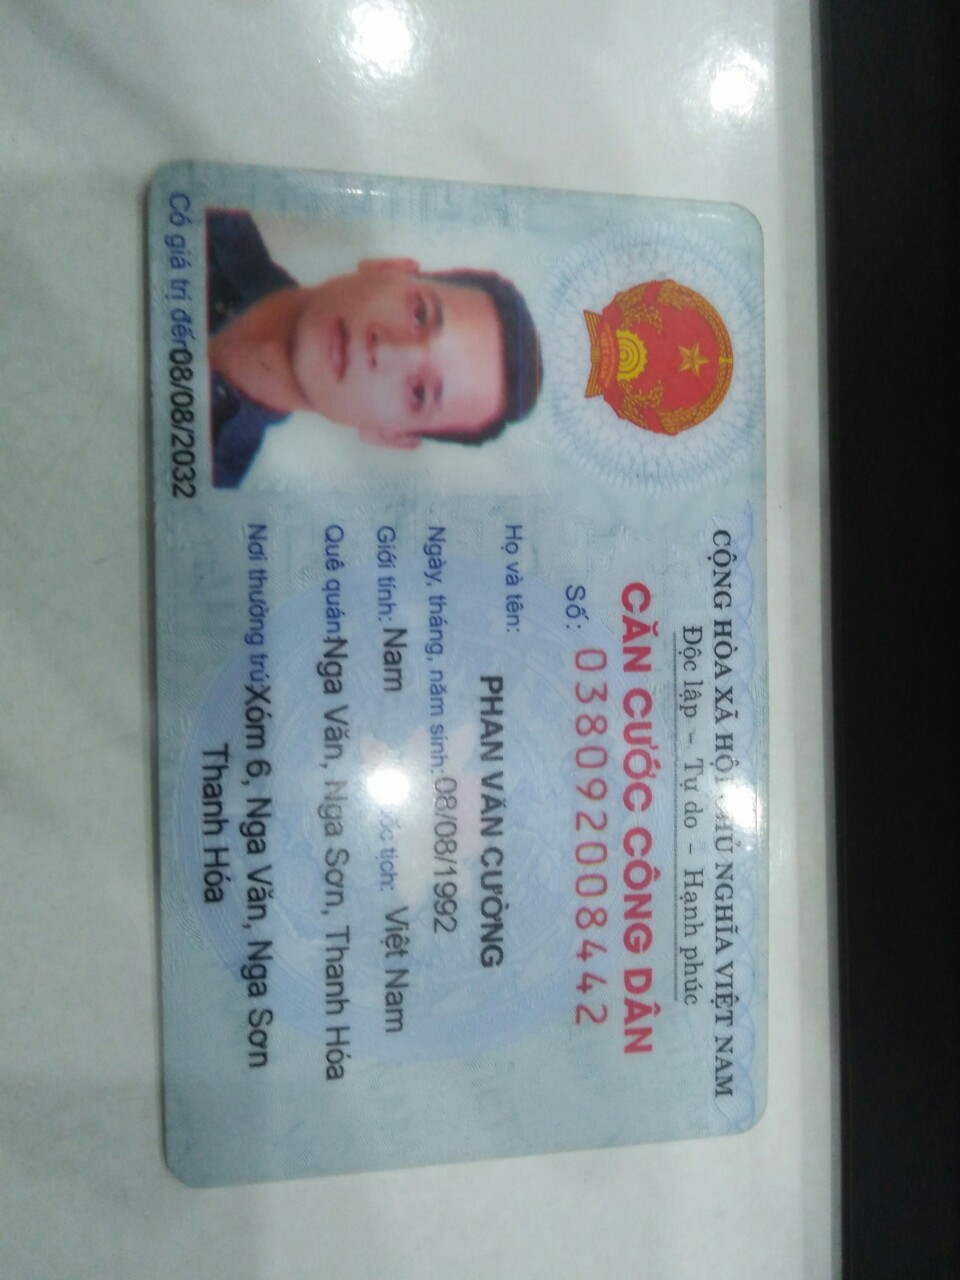 CỘNG HÒA XÃ HỘI CHỦ NGHĨA VIỆT NAM
Độc lập - Tự do - Hạnh phúc
CĂN CƯỚC CÔNG DÂN
Số: 038092008442
Họ và tên:
PHAN VĂN CƯỜNG
Ngày, tháng, năm sinh: 08/08/1992
Giới tính: Nam tịch: Việt Nam
Quê quán: Nga Văn, Nga Sơn, Thanh Hóa
Nơi thường trú: Xóm 6, Nga Văn, Nga Sơn
Thanh Hóa
Có giá trị đến 08/08/2032
VIỆT NAM